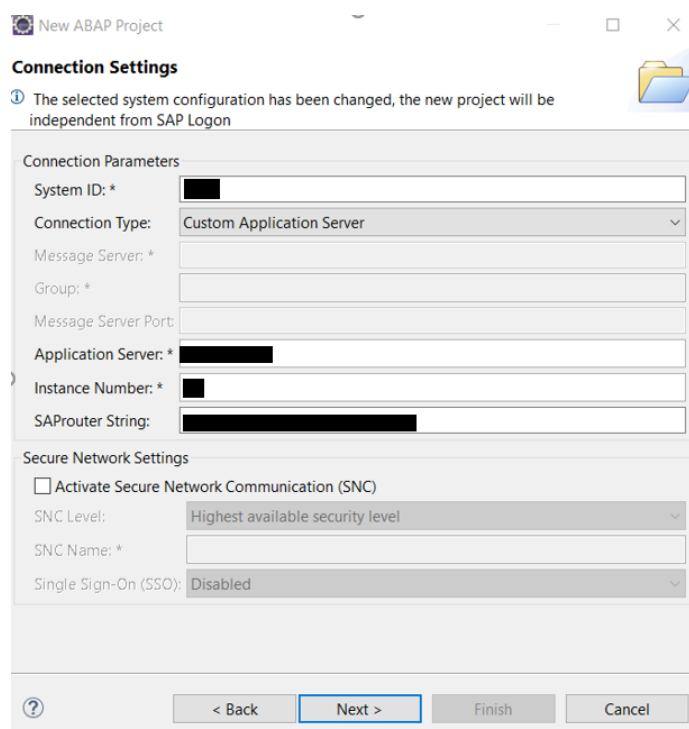 New ABAP Project
Connection Settings
The selected system configuration has been changed, the new project will be
independent from SAP Logon
Connection Parameters
System ID: *
Connection Type: Custom Application Server
Message Server: *
Group: *
Message Server Port:
Application Server: *
Instance Number: *
SAProuter String:
Secure Network Settings
Activate Secure Network Communication (SNC)
SNC Level: Highest available security level
SNC Name: *
Single Sign-On (SSO): Disabled
< Back Next > Finish Cancel